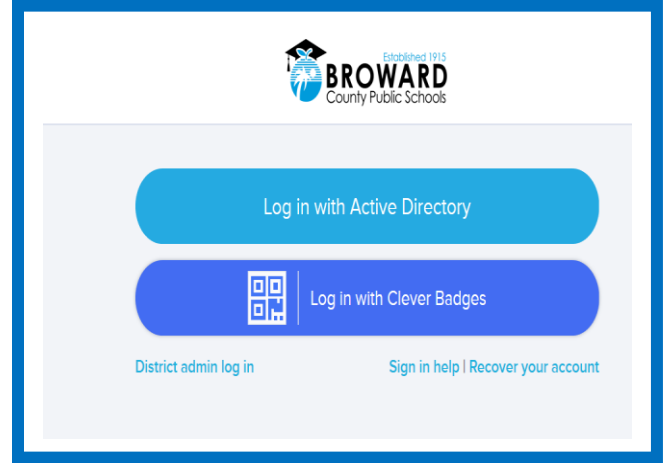 Established 1915
BROWARD
County Public Schools
Log in with Active Directory
Log in with Clever Badges
District admin log in
Sign in help | Recover your account